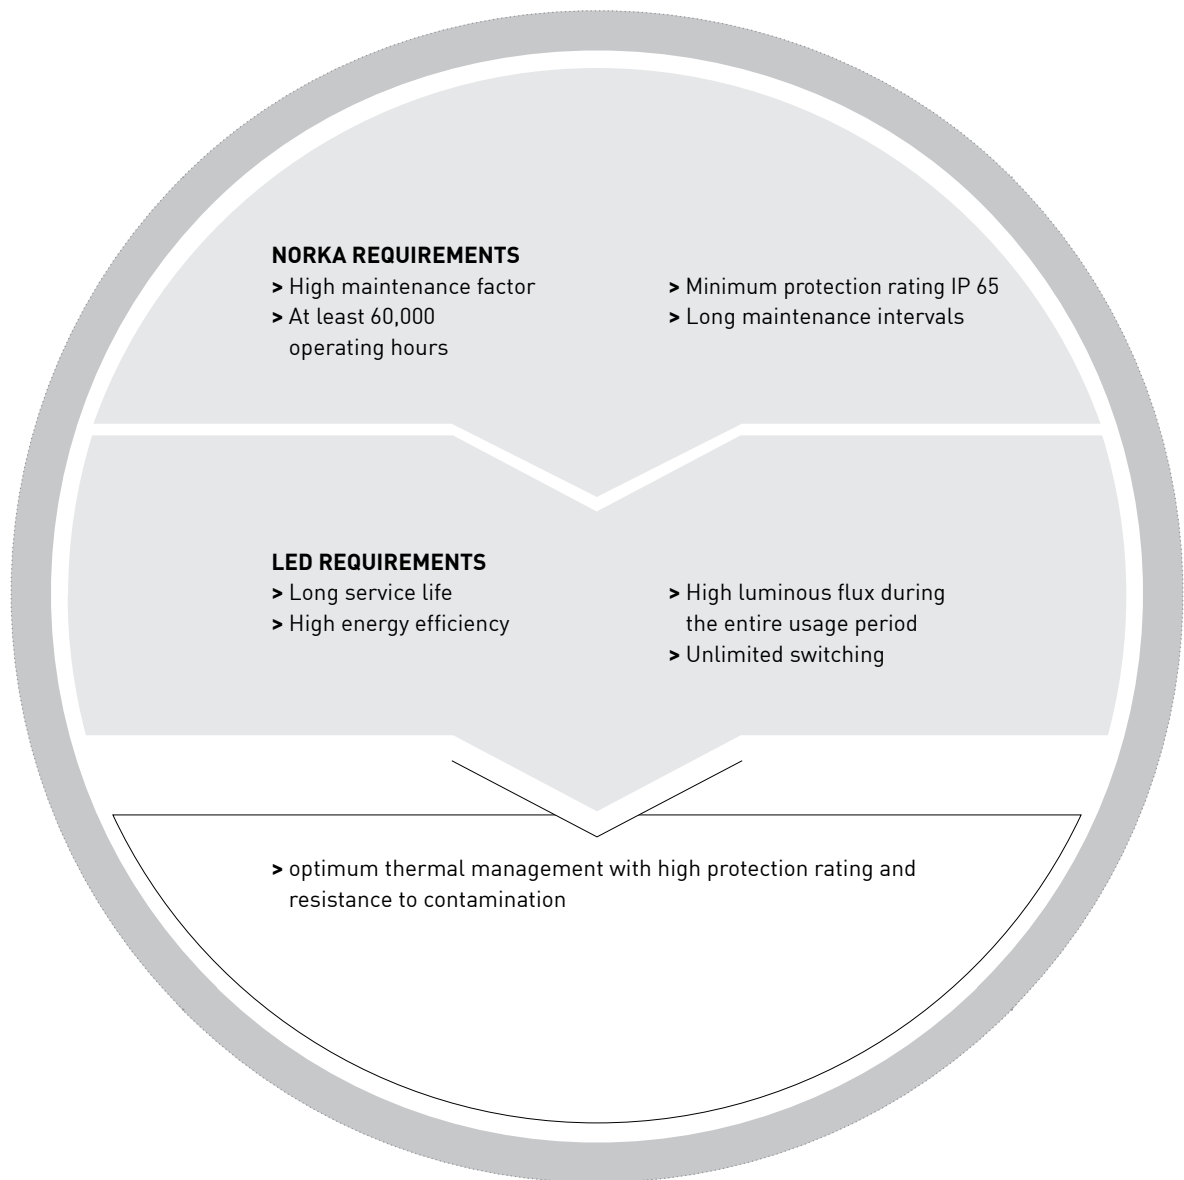 NORKA REQUIREMENTS
> High maintenance factor
> At least 60,000
operating hours
> Minimum protection rating IP 65
> Long maintenance intervals
LED REQUIREMENTS
> Long service life
> High energy efficiency
> High luminous flux during
the entire usage period
> Unlimited switching
> optimum thermal management with high protection rating and
resistance to contamination